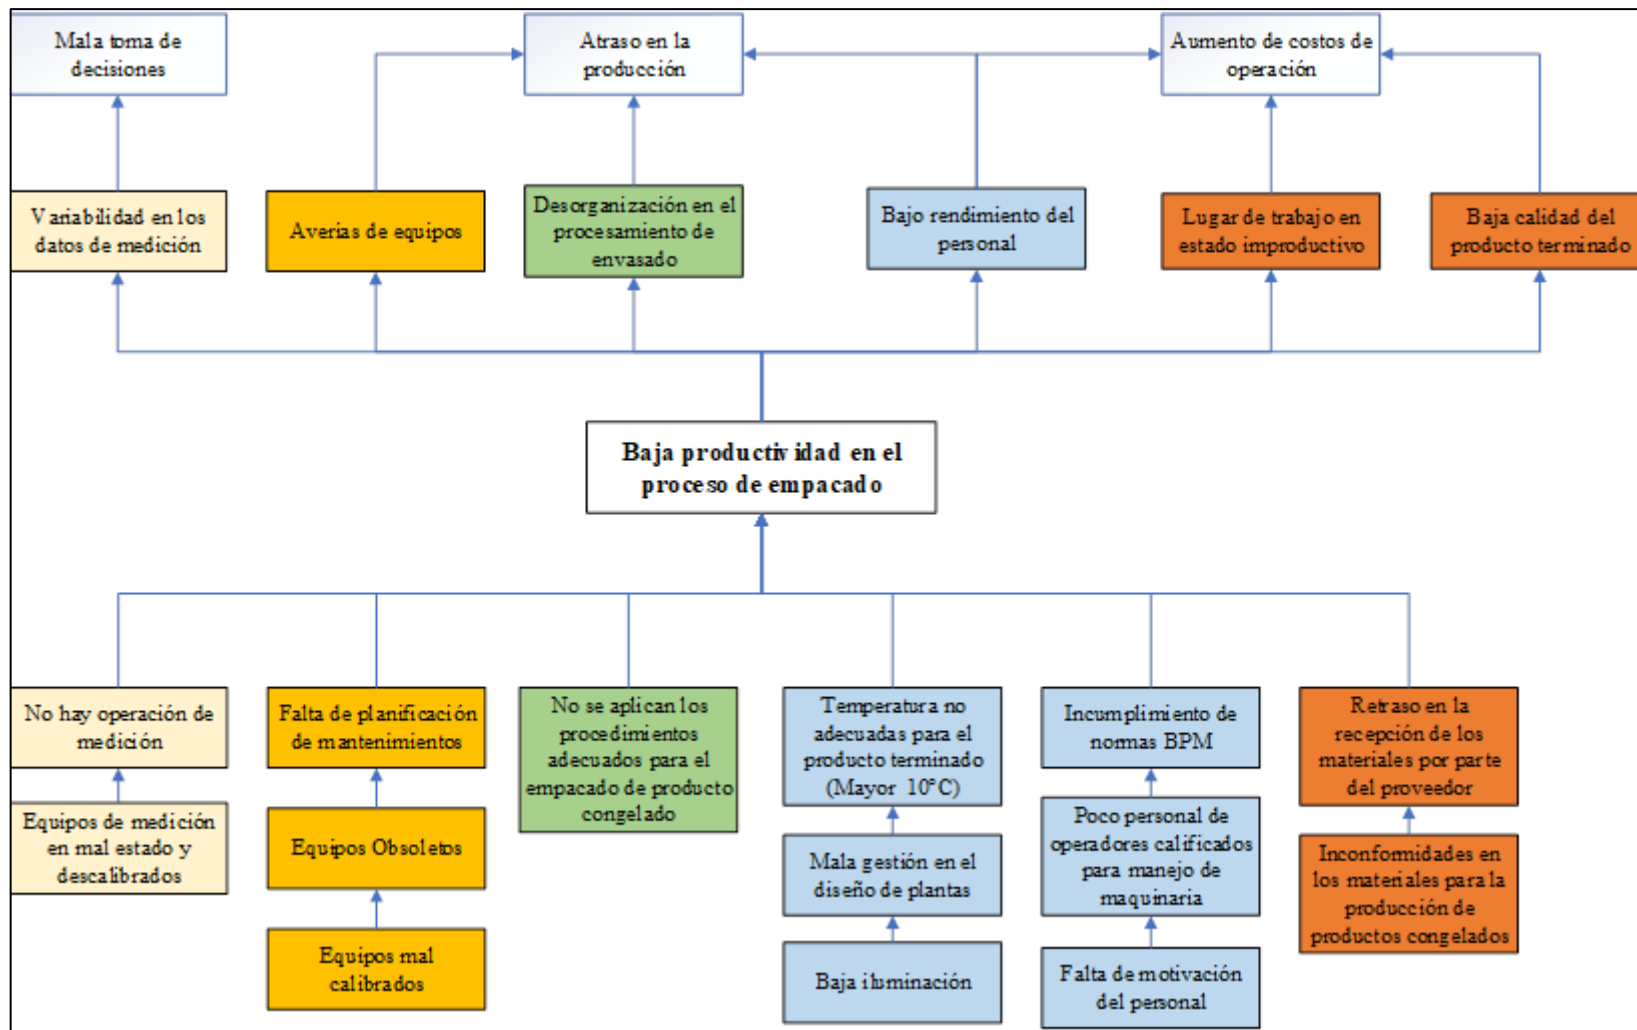 Mala toma de
decisiones
Atraso en la
producción
Aumento de costos de
operación
Variabilidad en los
datos de medición
Averias de equipos
Desorganización en el
procesamiento de
envasado
Bajo rendimiento del
personal
Lugar de trabajo en
estado improductivo
Baja calidad del
producto terminado
Baja productividad en el
proceso de empacado
No hay operación de
medición
Falta de planificación
de mantenimientos
No se aplican los
procedimientos
adecuados para el
empacado de producto
congelado
Temperatura no
adecuadas para el
producto terminado
(Mayor 10°C)
Incumplimiento de
normas BPM
Retraso en la
recepción de los
materiales por parte
del proveedor
Equipos de medición
en mal estado y
descalibrados
Equipos Obsoletos
Mala gestión en el
diseño de plantas
Poco personal de
operadores calificados
para manejo de
maquinaria
Inconformidades en
los materiales para la
producción de
productos congelados
Equipos mal
calibrados
Baja iluminación
Falta de motivación
del personal